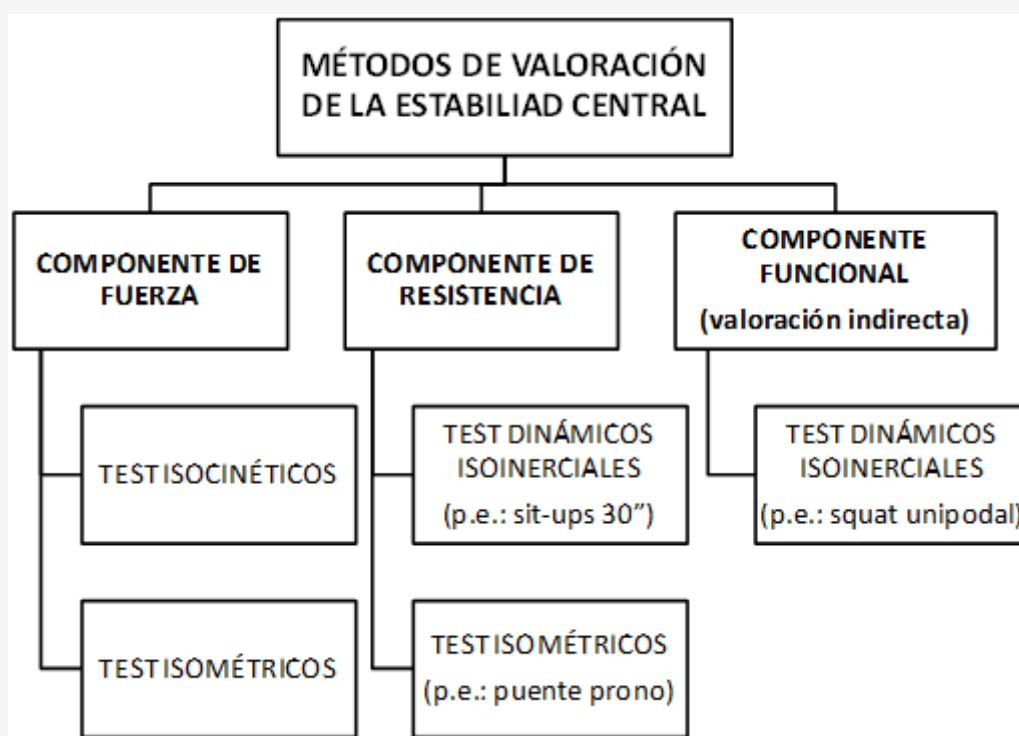 MÉTODOS DE VALORACIÓN
DE LA ESTABILIAD CENTRAL
COMPONENTE DE
FUERZA
COMPONENTE DE
RESISTENCIA
COMPONENTE
FUNCIONAL
(valoración indirecta)
TEST ISOCINÉTICOS
TEST DINÁMICOS
ISOINERCIALES
(p.e.: sit-ups 30”)
TEST DINÁMICOS
ISOINERCIALES
(p.e.: squat unipodal)
TEST ISOMÉTRICOS
TEST ISOMÉTRICOS
(p.e.: puente prono)